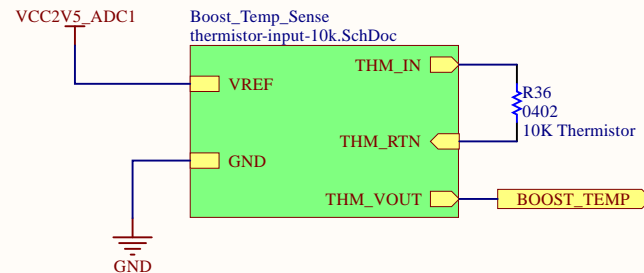 VCC2V5_ADC1
Boost_Temp_Sense
thermistor-input-10k.SchDoc
VREF
THM_IN
R36
0402
10K Thermistor
GND
THM_RTN
THM_VOUT
BOOST_TEMP
GND